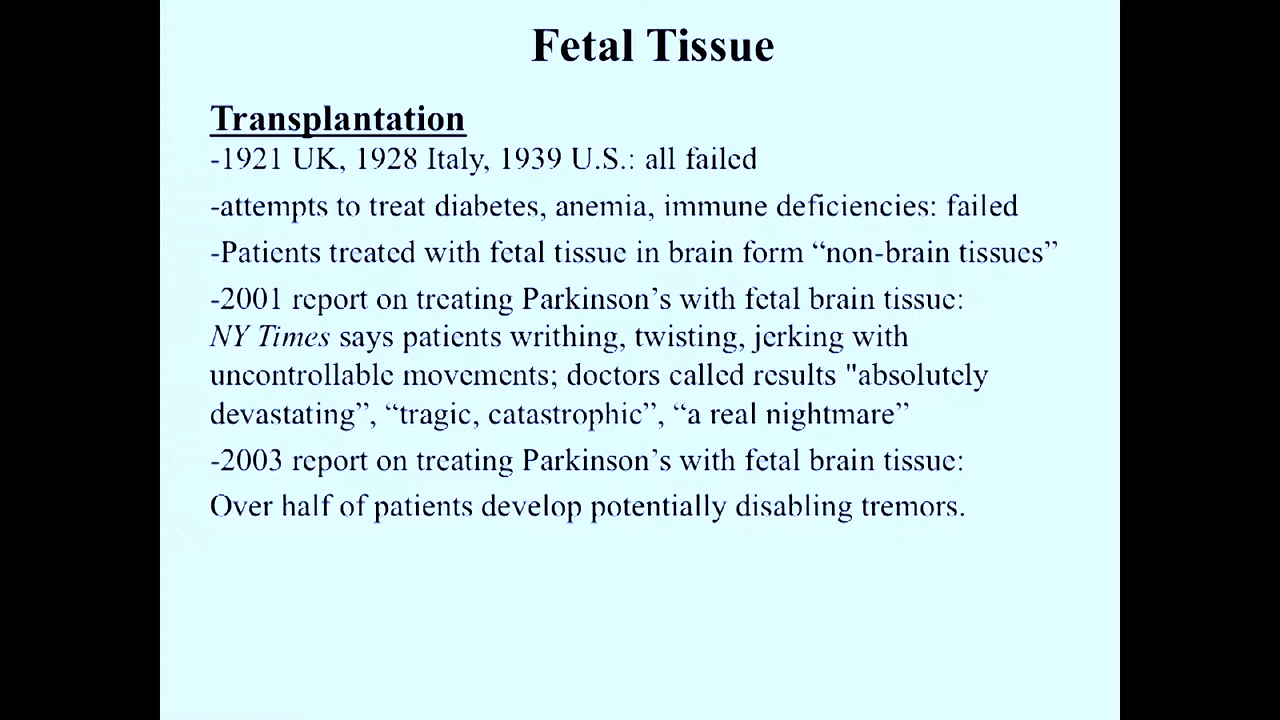 Fetal Tissue
Transplantation
-1921 UK, 1928 Italy, 1939 U.S.: all failed
-attempts to treat diabetes, anemia, immune deficiencies: failed
-Patients treated with fetal tissue in brain form “non-brain tissues”
-2001 report on treating Parkinson’s with fetal brain tissue:
NY Times says patients writhing, twisting, jerking with
uncontrollable movements; doctors called results "absolutely
devastating”, “tragic, catastrophic”, “a real nightmare”
-2003 report on treating Parkinson’s with fetal brain tissue:
Over half of patients develop potentially disabling tremors.